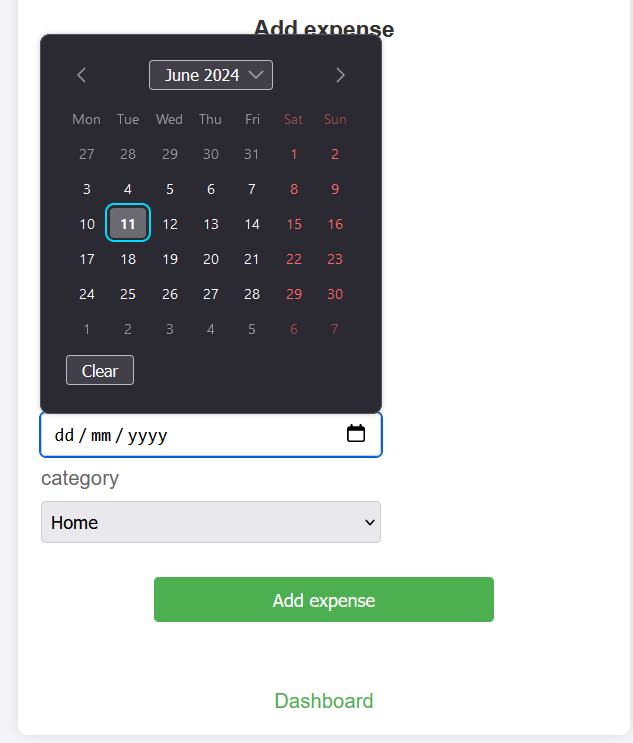 Add expense
June 2024
Mon Tue Wed Thu Fri Sat Sun
27 28 29 30 31 1 2
3 4 5 6 7 8 9
10 11 12 13 14 15 16
17 18 19 20 21 22 23
24 25 26 27 28 29 30
1 2 3 4 5 6 7
Clear
dd/mm/yyyy
category
Home
Add expense
Dashboard